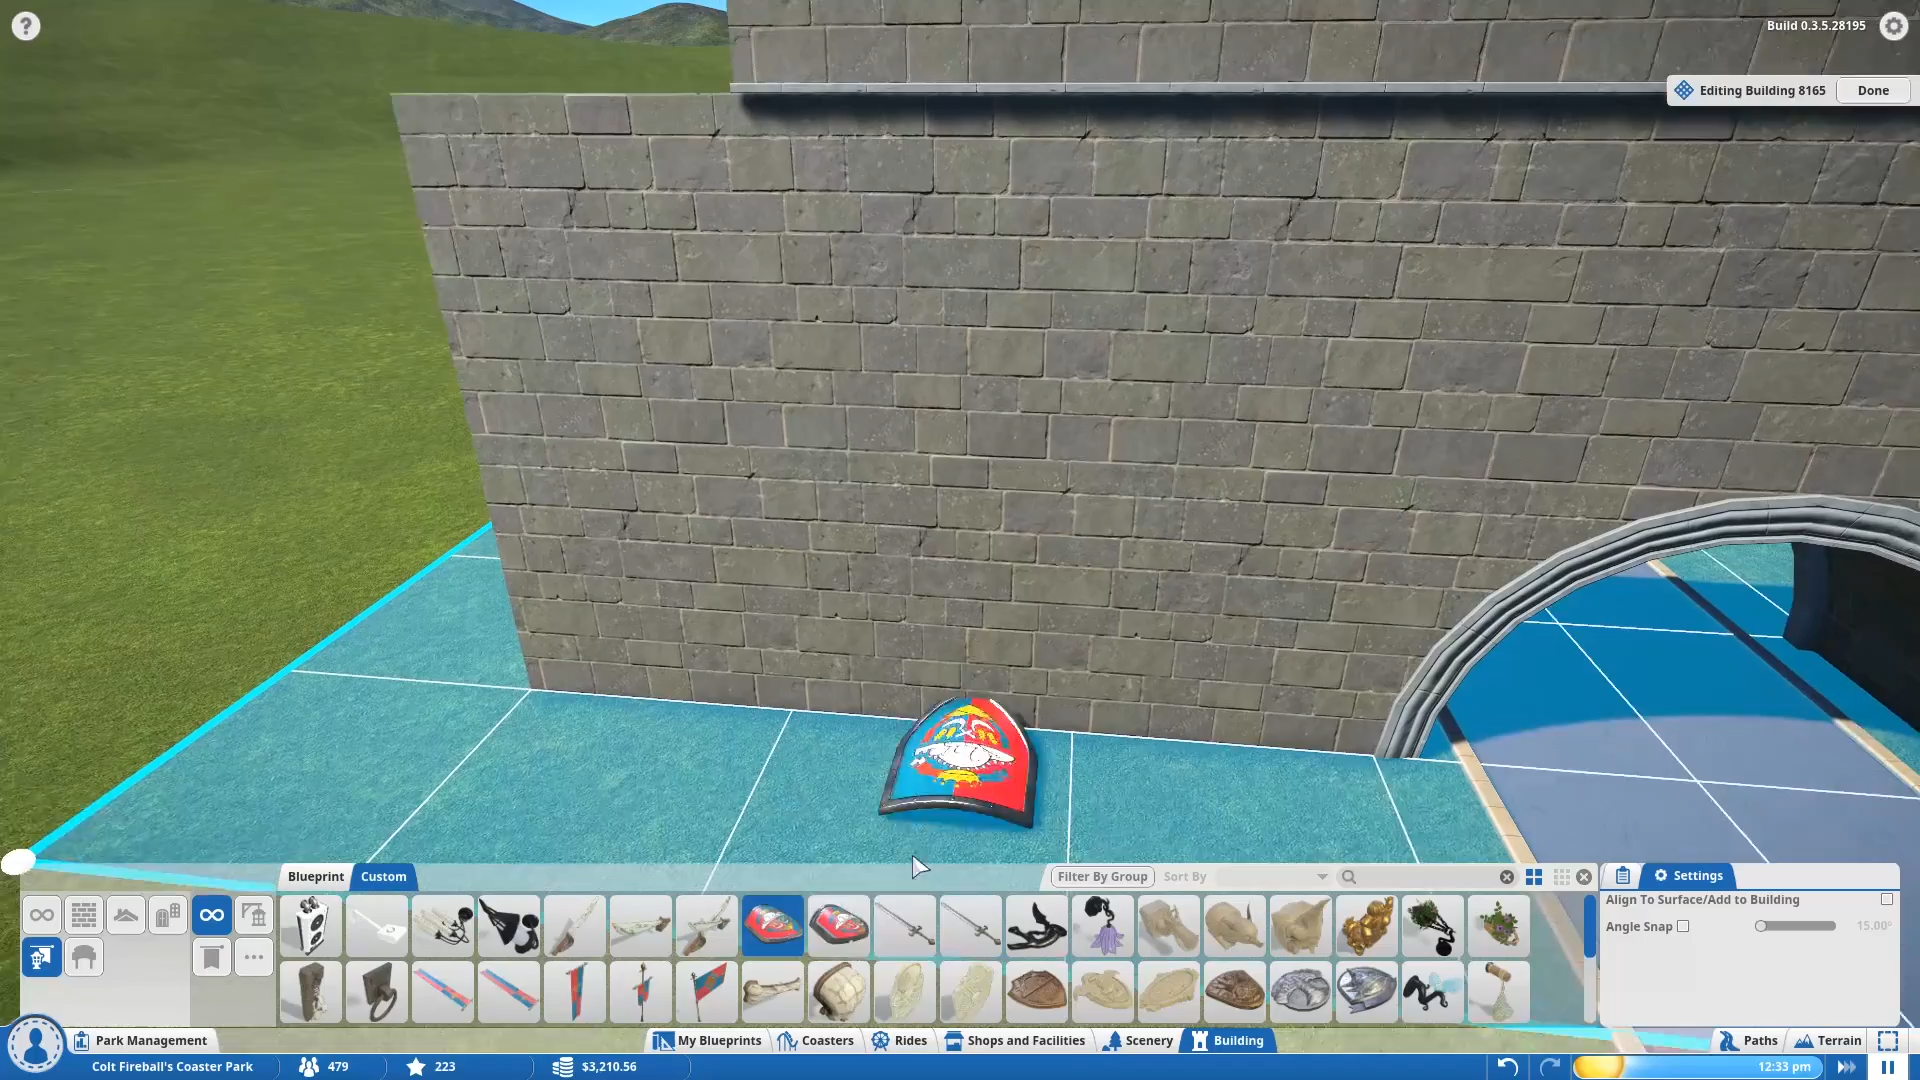 ?
Build 0.3.5.28195
Editing Building 8165
Done
Blueprint
Custom
Filter By Group
Sort By
Settings
Align To Surface/Add to Building
Angle Snap
15.00°
Park Management
My Blueprints
Coasters
Rides
Shops and Facilities
Scenery
Building
Paths
Terrain
Colt Fireball's Coaster Park
479
223
$3,210.56
12:33 pm